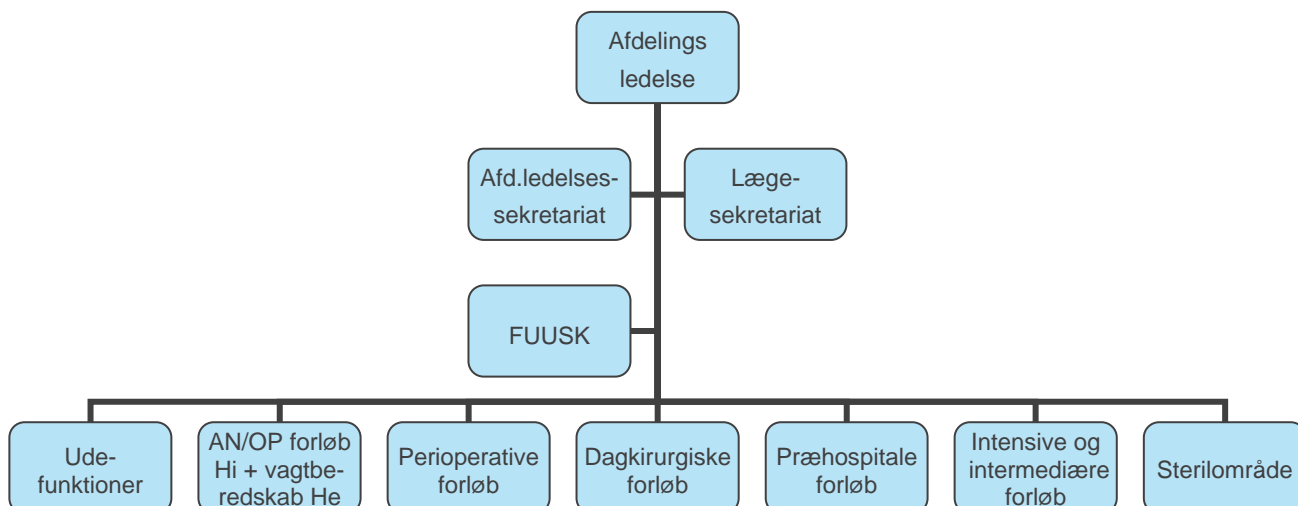 Afdelings
ledelse
Afd.ledelses-
sekretariat
Læge-
sekretariat
FUUSK
Ude-
funktioner
AN/OP forløb
Hi + vagtbe-
redskab He
Perioperative
forløb
Dagkirurgiske
forløb
Præhospitale
forløb
Intensive og
intermediære
forløb
Sterilområde